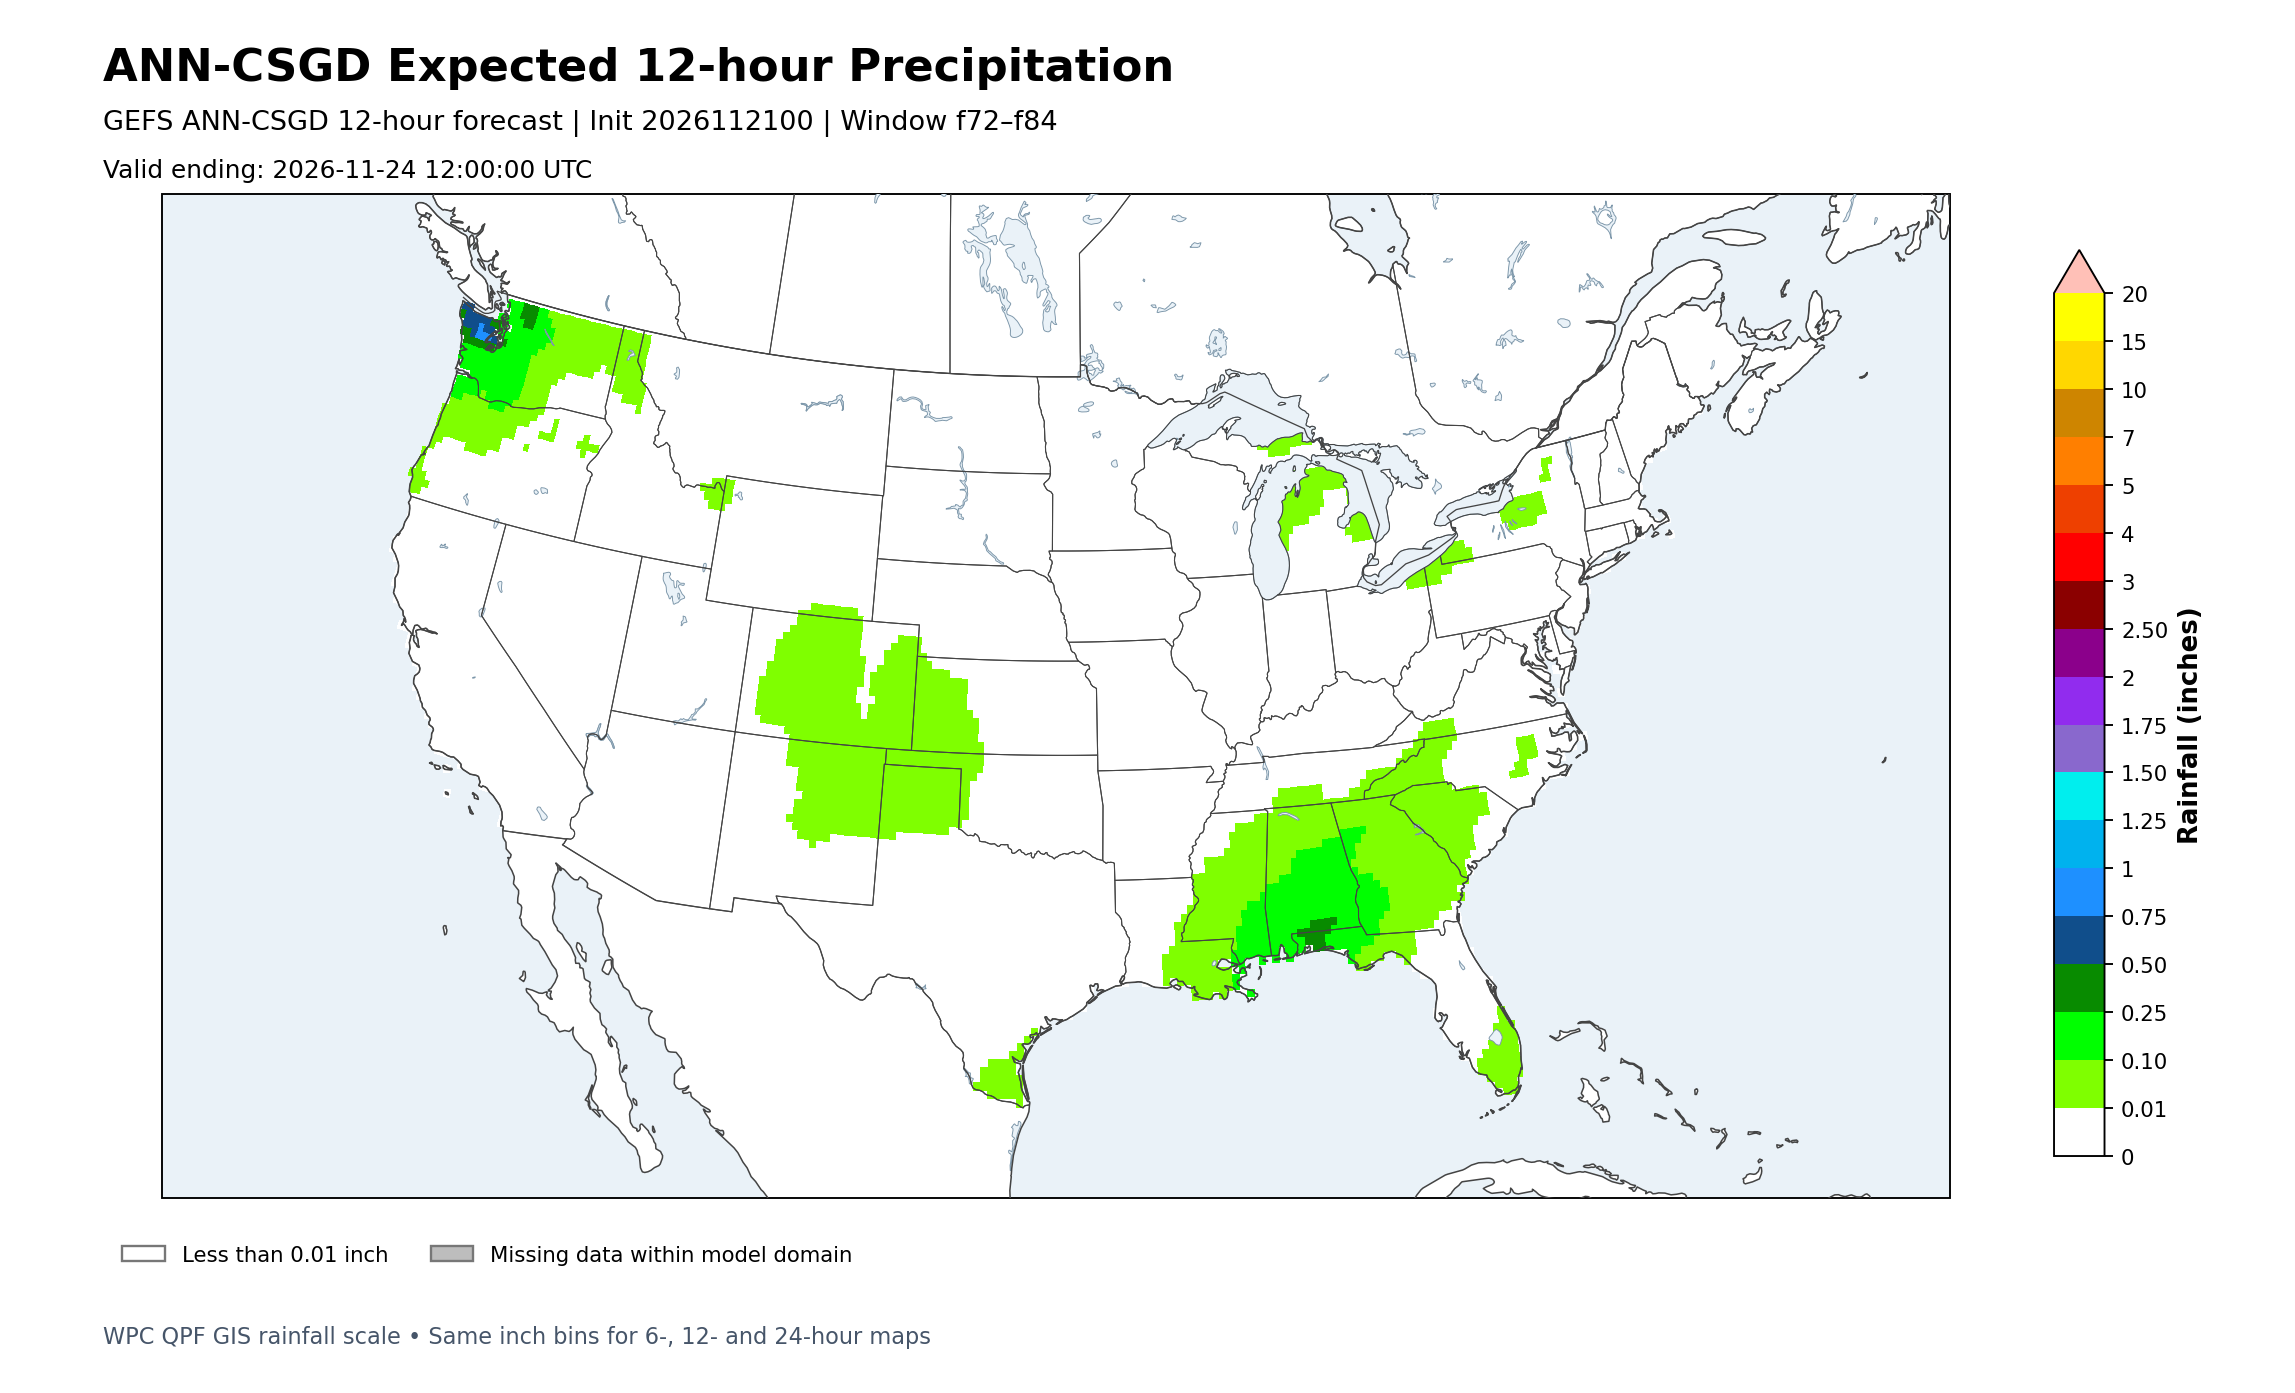 ANN-CSGD Expected 12-hour Precipitation
GEFS ANN-CSGD 12-hour forecast | Init 2026112100 | Window f72–f84
Valid ending: 2026-11-24 12:00:00 UTC
20
15
10
7
5
4
3
2.50
2
1.75
1.50
1.25
1
0.75
0.50
0.25
0.10
0.01
0
Rainfall (inches)
Less than 0.01 inch
Missing data within model domain
WPC QPF GIS rainfall scale • Same inch bins for 6-, 12- and 24-hour maps